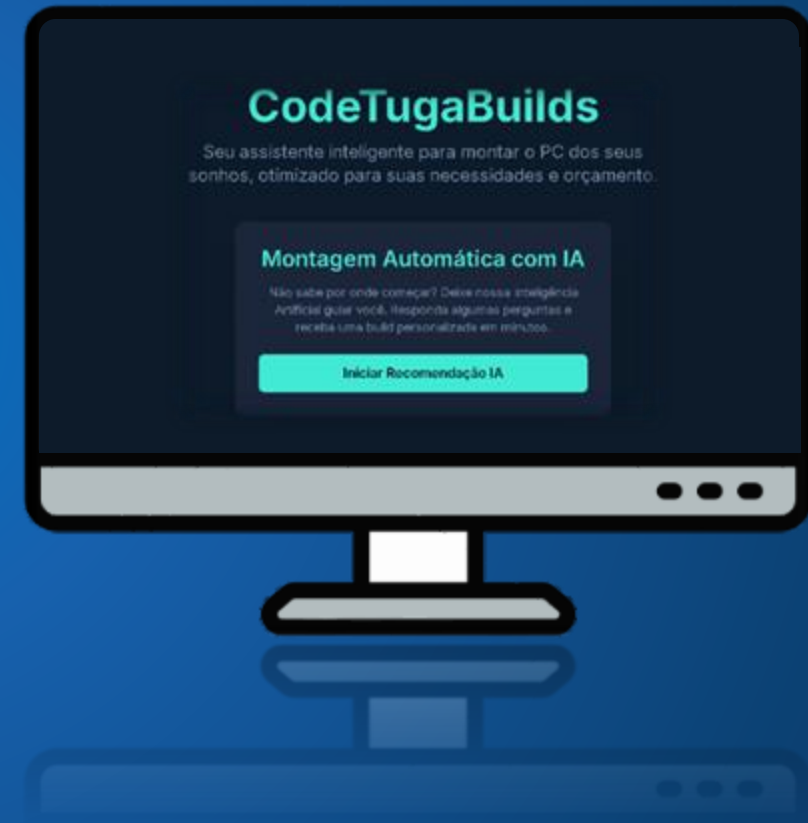 CodeTugaBuilds
Seu assistente inteligente para montar o PC dos seus
sonhos, otimizado para suas necessidades e orçamento.
Montagem Automática com IA
Não sabe por onde começar? Deixe nossa Inteligência
Artificial guiar você. Responda algumas perguntas e
receba uma build personalizada em minutos.
Iniciar Recomendação IA